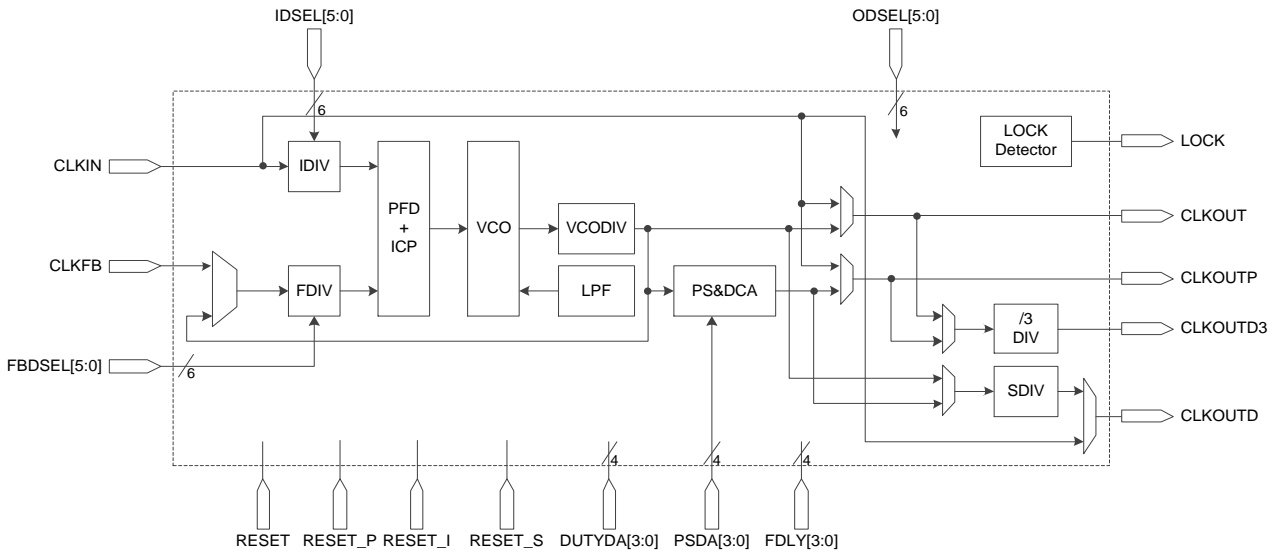 IDSEL[5:0]
ODSEL[5:0]
6
6
LOCK
Detector
LOCK
CLKIN
IDIV
PFD
+
ICP
VCO
VCODIV
CLKOUT
CLKFB
FDIV
LPF
PS&DCA
CLKOUTP
/3
DIV
CLKOUTD3
FBDSEL[5:0]
6
SDIV
CLKOUTD
4
4
4
RESET
RESET_P
RESET_I
RESET_S
DUTYDA[3:0]
PSDA[3:0]
FDLY[3:0]